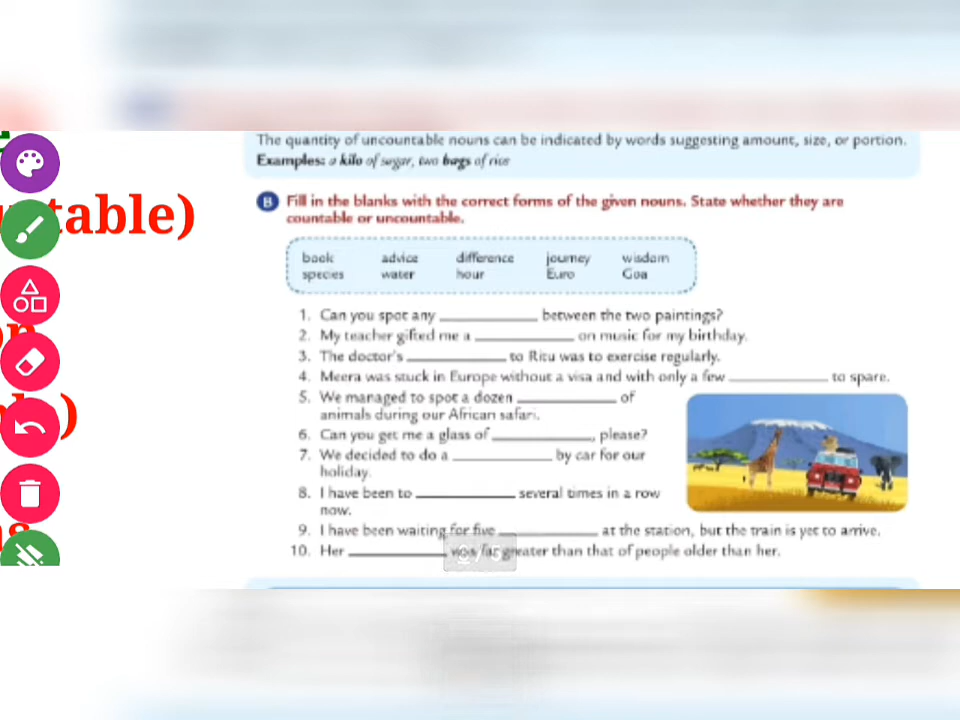 The quantity of uncountable nouns can be indicated by words suggesting amount, size, or portion.
Examples: a kilo of sugar, two bags of rice
table)
B Fill in the blanks with the correct forms of the given nouns. State whether they are
countable or uncountable.
book advice difference journey wisdom
species water hour Euro Goa
1. Can you spot any __________ between the two paintings?
2. My teacher gifted me a __________ on music for my birthday.
3. The doctor's __________ to Ritu was to exercise regularly.
4. Meera was stuck in Europe without a visa and with only a few __________ to spare.
5. We managed to spot a dozen __________ of
animals during our African safari.
6. Can you get me a glass of __________, please?
7. We decided to do a __________ by car for our
holiday.
8. I have been to __________ several times in a row
now.
9. I have been waiting for five __________ at the station, but the train is yet to arrive.
10. Her __________ was far greater than that of people older than her.